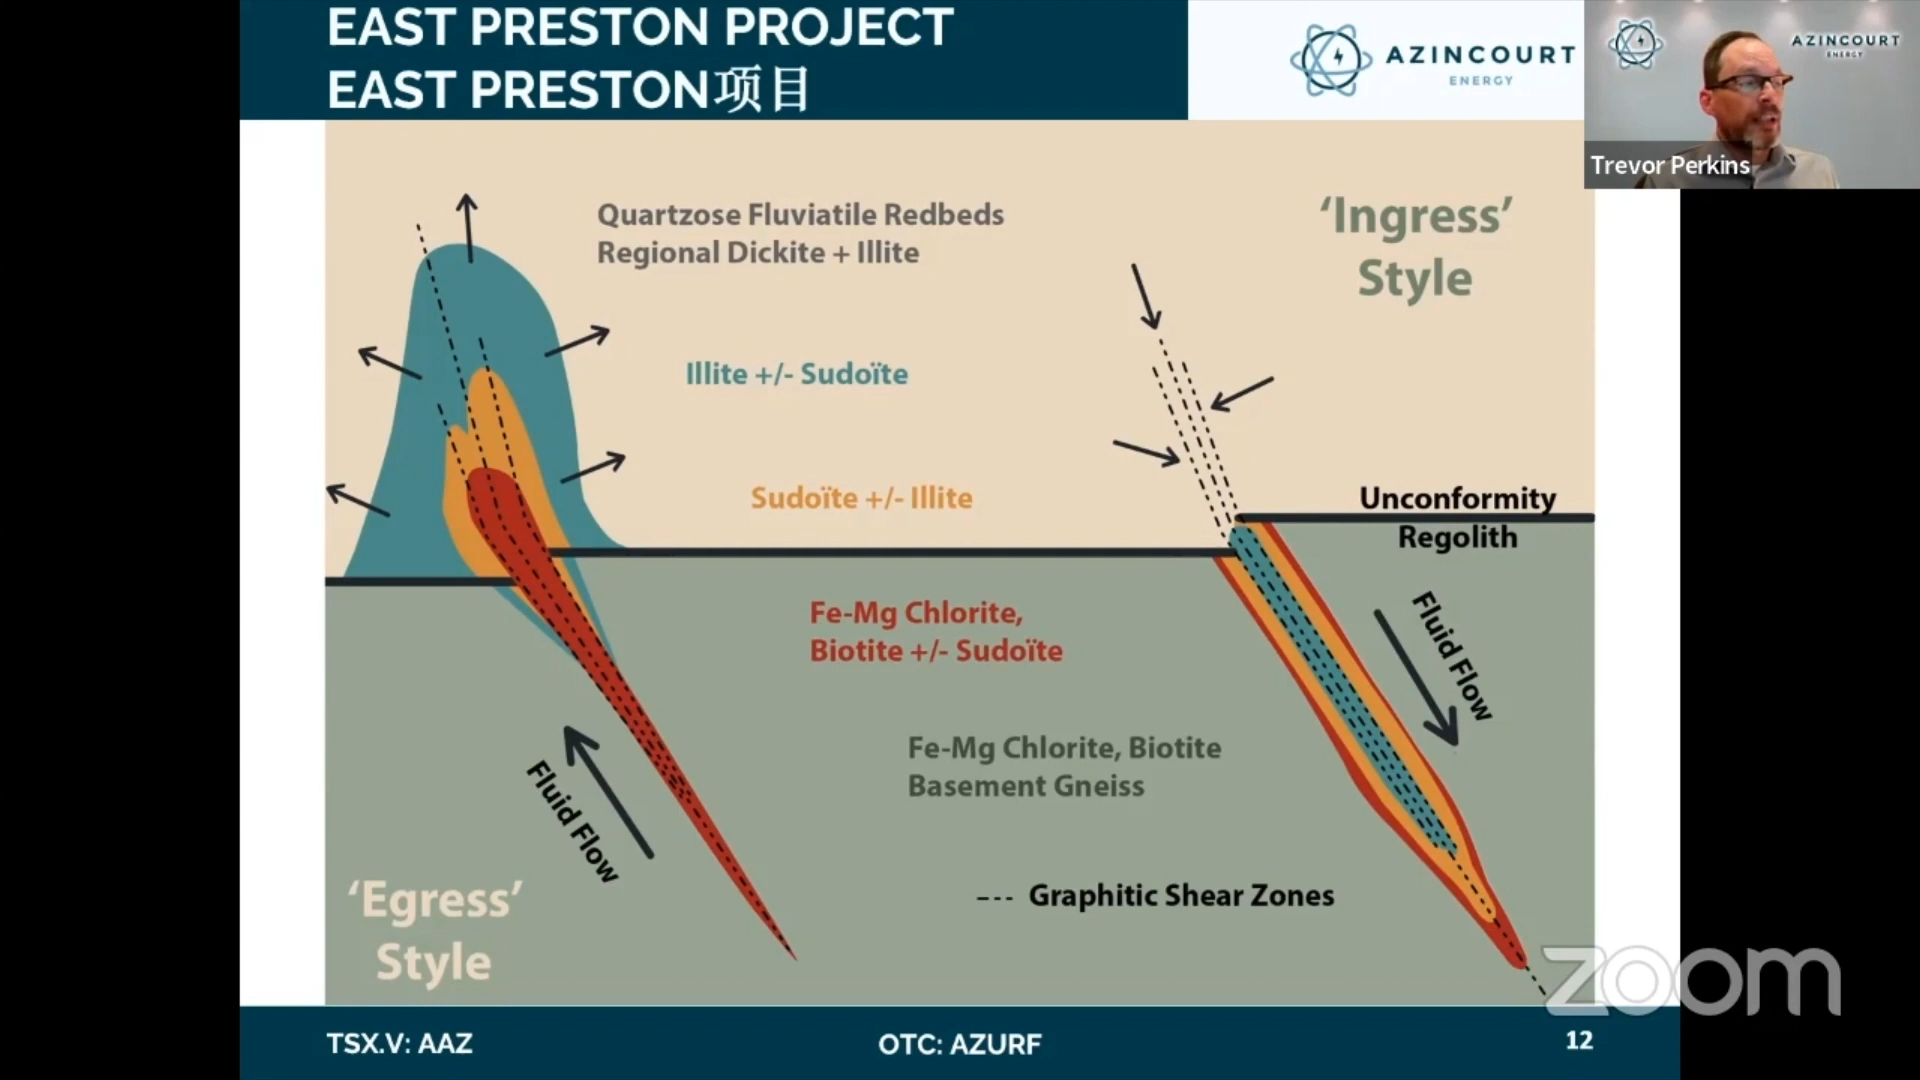 EAST PRESTON PROJECT
EAST PRESTON项目
AZINCOURT
ENERGY
AZINCOURT
ENERGY
Trevor Perkins
Quartzose Fluviatile Redbeds
Regional Dickite + Illite
'Ingress'
Style
Illite +/- Sudoïte
Sudoïte +/- Illite
Unconformity
Regolith
Fe-Mg Chlorite,
Biotite +/- Sudoïte
Fluid Flow
Fe-Mg Chlorite, Biotite
Basement Gneiss
Fluid Flow
'Egress'
Style
--- Graphitic Shear Zones
zoom
TSX.V: AAZ
OTC: AZURF
12